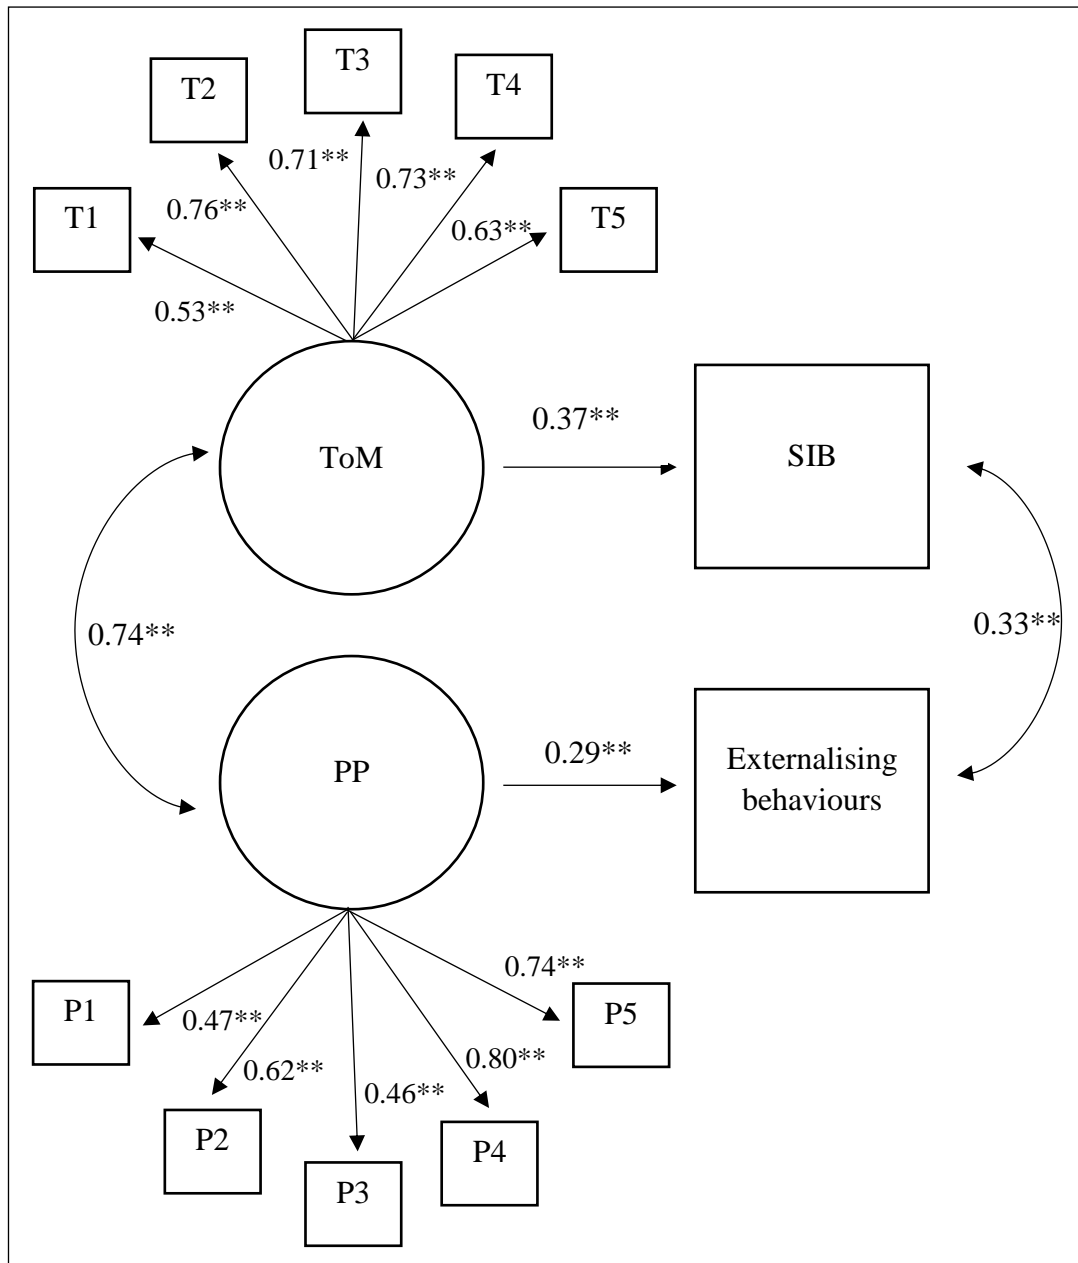 T3
T2
T4
0.71**
0.73**
0.76**
T1
T5
0.63**
0.53**
0.37**
ToM
SIB
0.74**
0.33**
0.29**
PP
Externalising
behaviours
0.74**
P1
P5
0.47**
0.80**
0.62**
0.46**
P2
P4
P3